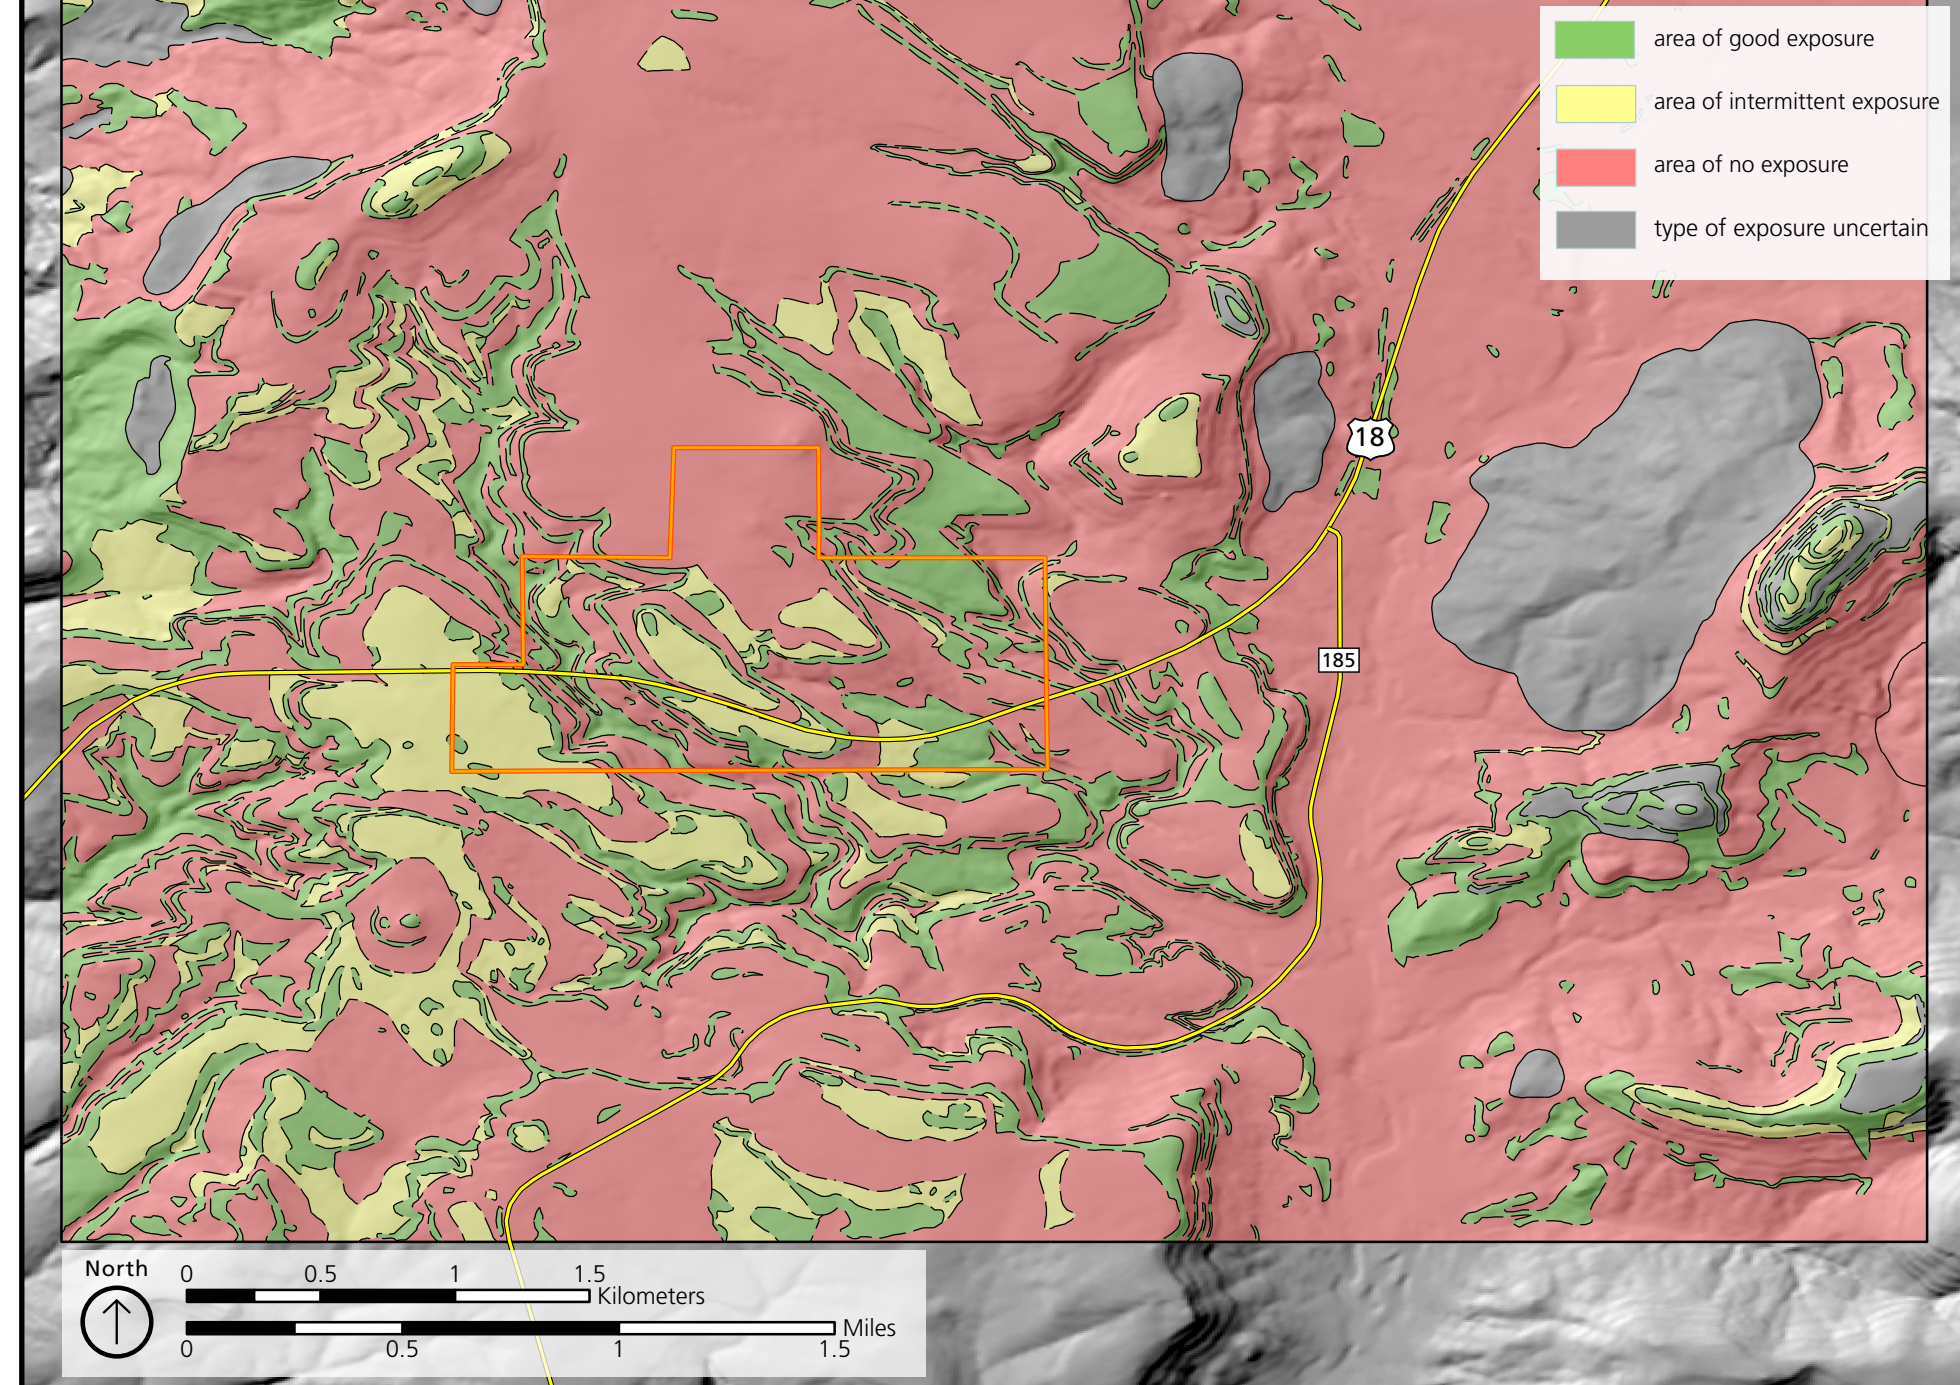 area of good exposure
area of intermittent exposure
area of no exposure
type of exposure uncertain
18
185
North
0 0.5 1 1.5
Kilometers
Miles
0 0.5 1 1.5